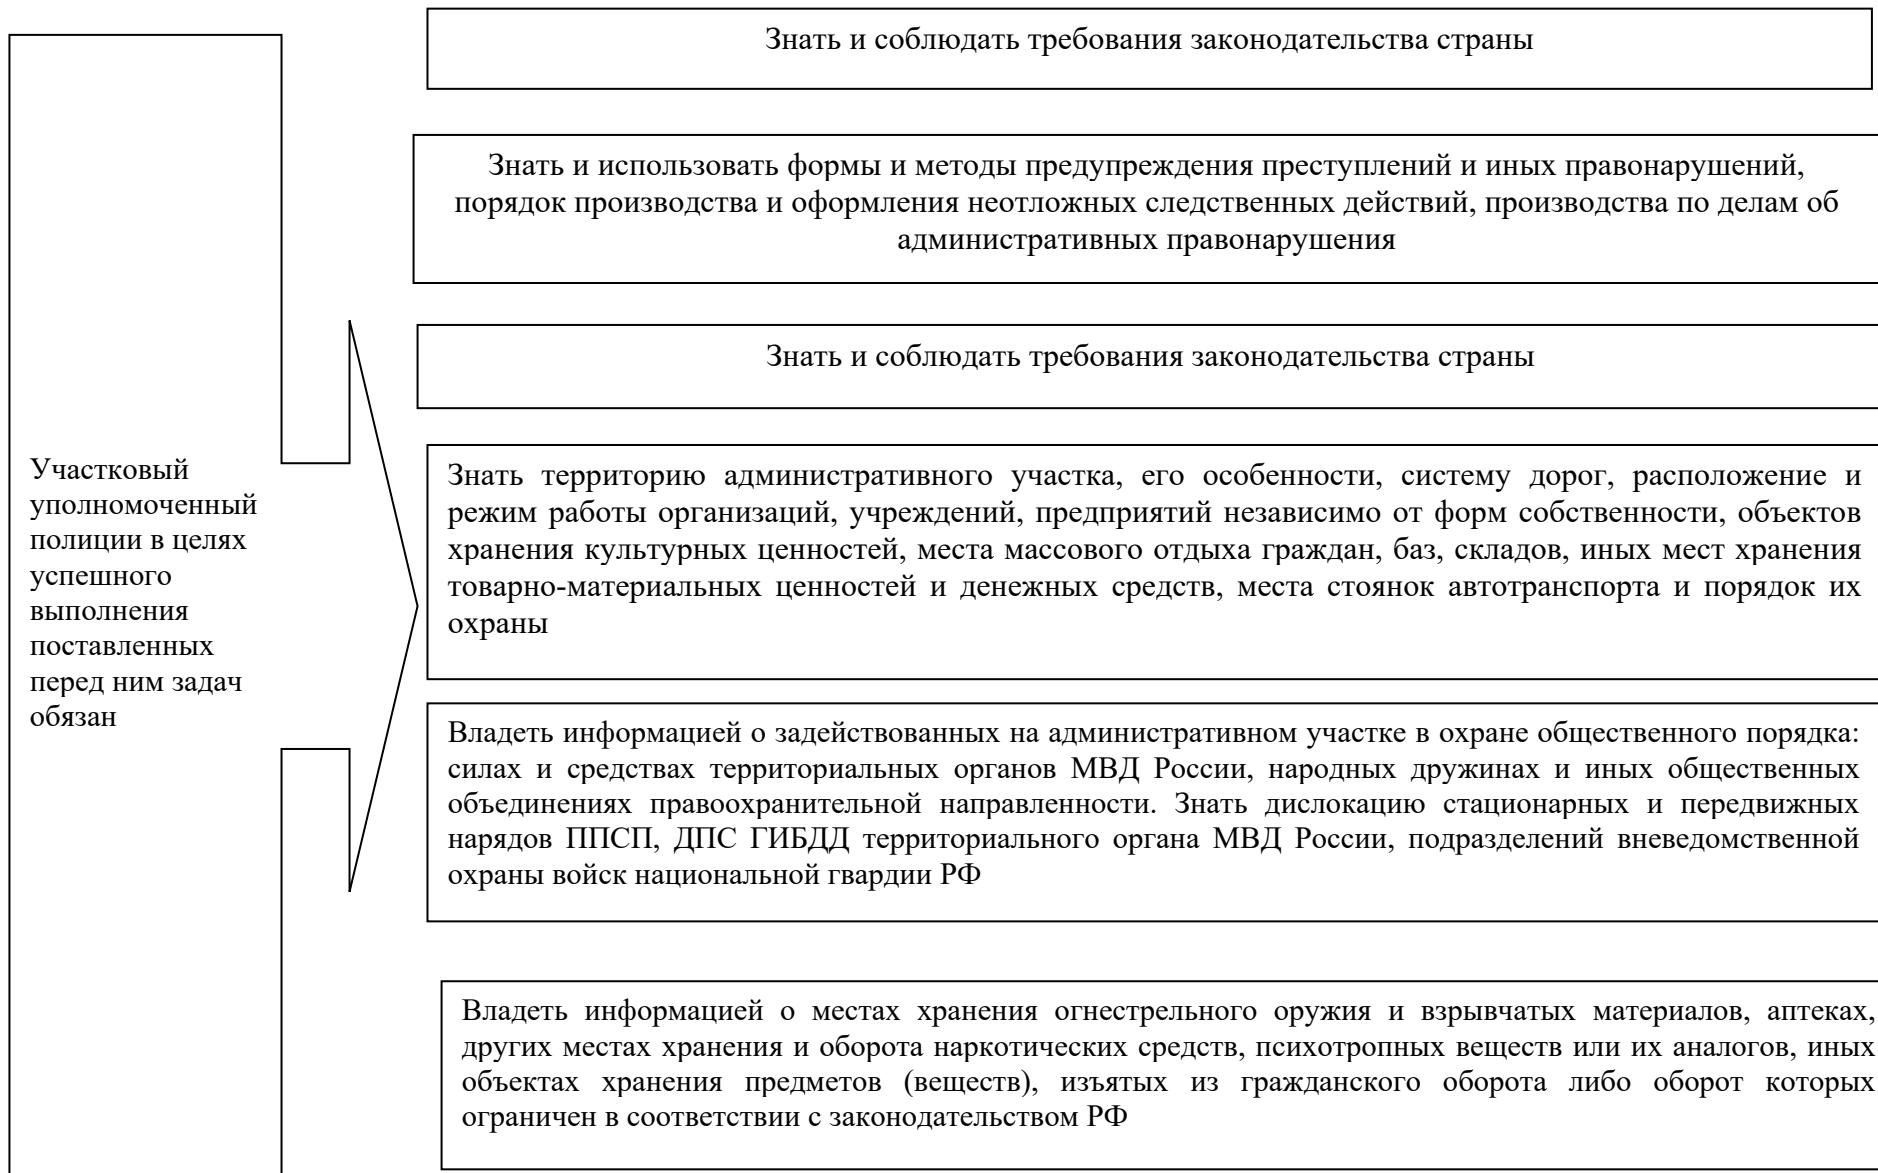 Знать и соблюдать требования законодательства страны
Знать и использовать формы и методы предупреждения преступлений и иных правонарушений,
порядок производства и оформления неотложных следственных действий, производства по делам об
административных правонарушения
Знать и соблюдать требования законодательства страны
Участковый
уполномоченный
полиции в целях
успешного
выполнения
поставленных
перед ним задач
обязан
Знать территорию административного участка, его особенности, систему дорог, расположение и
режим работы организаций, учреждений, предприятий независимо от форм собственности, объектов
хранения культурных ценностей, места массового отдыха граждан, баз, складов, иных мест хранения
товарно-материальных ценностей и денежных средств, места стоянок автотранспорта и порядок их
охраны
Владеть информацией о задействованных на административном участке в охране общественного порядка:
силах и средствах территориальных органов МВД России, народных дружинах и иных общественных
объединениях правоохранительной направленности. Знать дислокацию стационарных и передвижных
нарядов ППСП, ДПС ГИБДД территориального органа МВД России, подразделений вневедомственной
охраны войск национальной гвардии РФ
Владеть информацией о местах хранения огнестрельного оружия и взрывчатых материалов, аптеках,
других местах хранения и оборота наркотических средств, психотропных веществ или их аналогов, иных
объектах хранения предметов (веществ), изъятых из гражданского оборота либо оборот которых
ограничен в соответствии с законодательством РФ